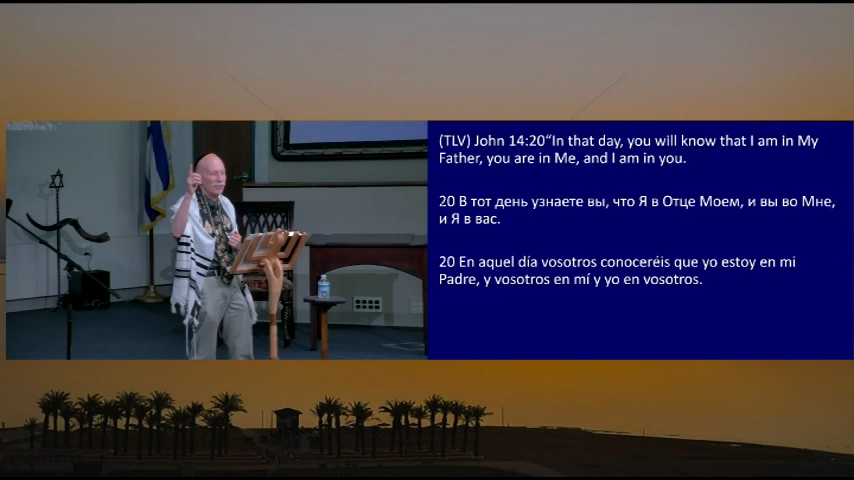 (TLV) John 14:20“In that day, you will know that I am in My
Father, you are in Me, and I am in you.
20 В тот день узнаете вы, что Я в Отце Моем, и вы во Мне,
и Я в вас.
20 En aquel día vosotros conoceréis que yo estoy en mi
Padre, y vosotros en mí y yo en vosotros.